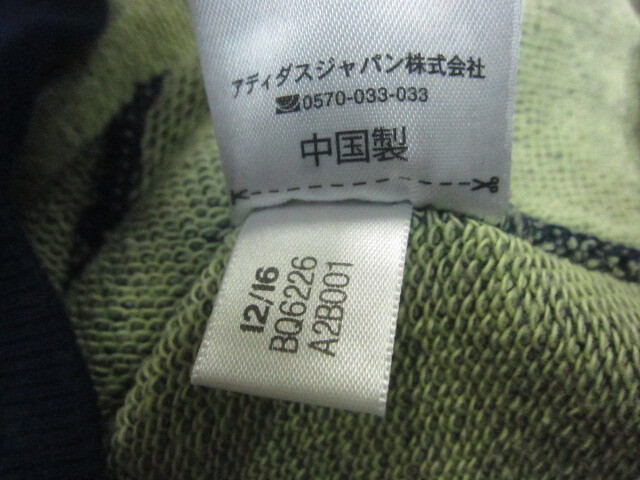 アディダスジャパン株式会社
0570-033-033
中国製
12/16
BQ6226
A2B001